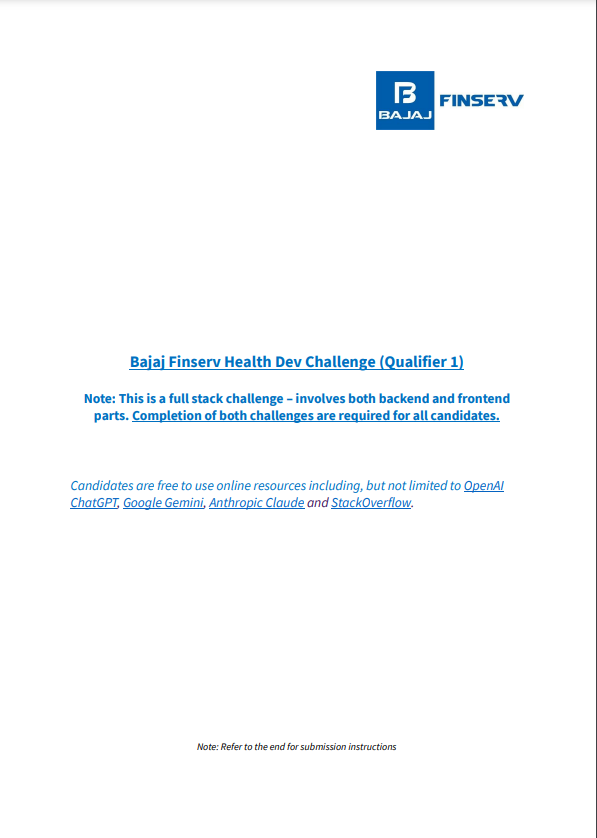 B
BAJAJ
FINSERV
Bajaj Finserv Health Dev Challenge (Qualifier 1)
Note: This is a full stack challenge – involves both backend and frontend
parts. Completion of both challenges are required for all candidates.
Candidates are free to use online resources including, but not limited to OpenAI
ChatGPT, Google Gemini, Anthropic Claude and StackOverflow.
Note: Refer to the end for submission instructions